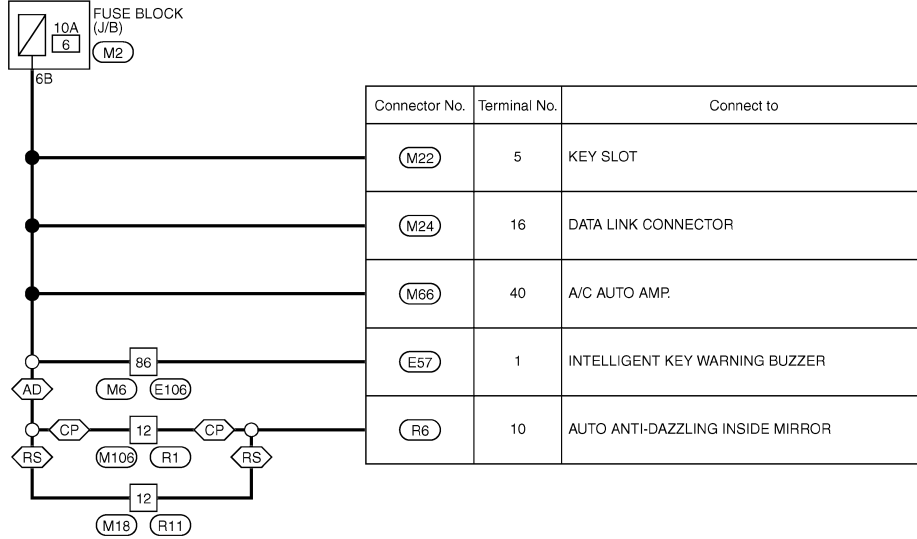 FUSE BLOCK
(J/B)
10A
6
M2
6B
Connector No. Terminal No. Connect to
M22 5 KEY SLOT
M24 16 DATA LINK CONNECTOR
M66 40 A/C AUTO AMP.
86 E57 1 INTELLIGENT KEY WARNING BUZZER
AD M6 E106
CP 12 CP R6 10 AUTO ANTI-DAZZLING INSIDE MIRROR
RS M106 R1 RS
12
M18 R11